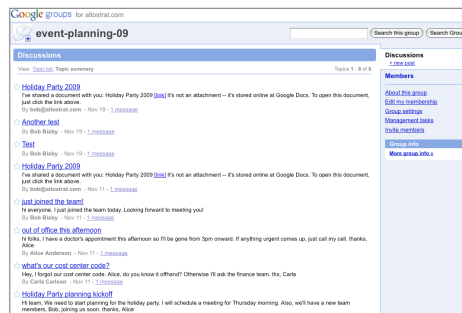 Google groups for altostrat.com
event-planning-09
Search this group
Search Grou
Discussions
View: Topic list, Topic summary
Topics 1 - 8 of 8
Holiday Party 2009
I've shared a document with you: Holiday Party 2009 [link] It's not an attachment -- it's stored online at Google Docs. To open this document,
just click the link above.
By bob@altostrat.com - Nov 19 - 1 message
Another test
By Bob Bixby - Nov 19 - 1 message
Test
By Bob Bixby - Nov 19 - 1 message
Holiday Party 2009
I've shared a document with you: Holiday Party 2009 [link] It's not an attachment -- it's stored online at Google Docs. To open this document,
just click the link above.
By bob@altostrat.com - Nov 11 - 1 message
just joined the team!
hi everyone, I just joined the team today. Looking forward to meeting you!
By Bob Bixby - Nov 11 - 1 message
out of office this afternoon
hi folks, I have a doctor's appointment this afternoon so I'll be gone from 3pm onward. If anything urgent comes up, just call my cell. thanks,
Alice
By Alice Anderson - Nov 11 - 1 message
what's our cost center code?
Hey, I forgot our cost center code. Alice, do you know it offhand? Otherwise I'll ask the finance team. thx, Carla
By Carla Carlson - Nov 11 - 1 message
Holiday Party planning kickoff
Hi team, We need to start planning for the holiday party. I will schedule a meeting for Thursday morning. Also, we'll have a new team
members, Bob, joining us soon. thanks, Alice
Discussions
+ new post
Members
About this group
Edit my membership
Group settings
Management tasks
Invite members
Group info
More group info »